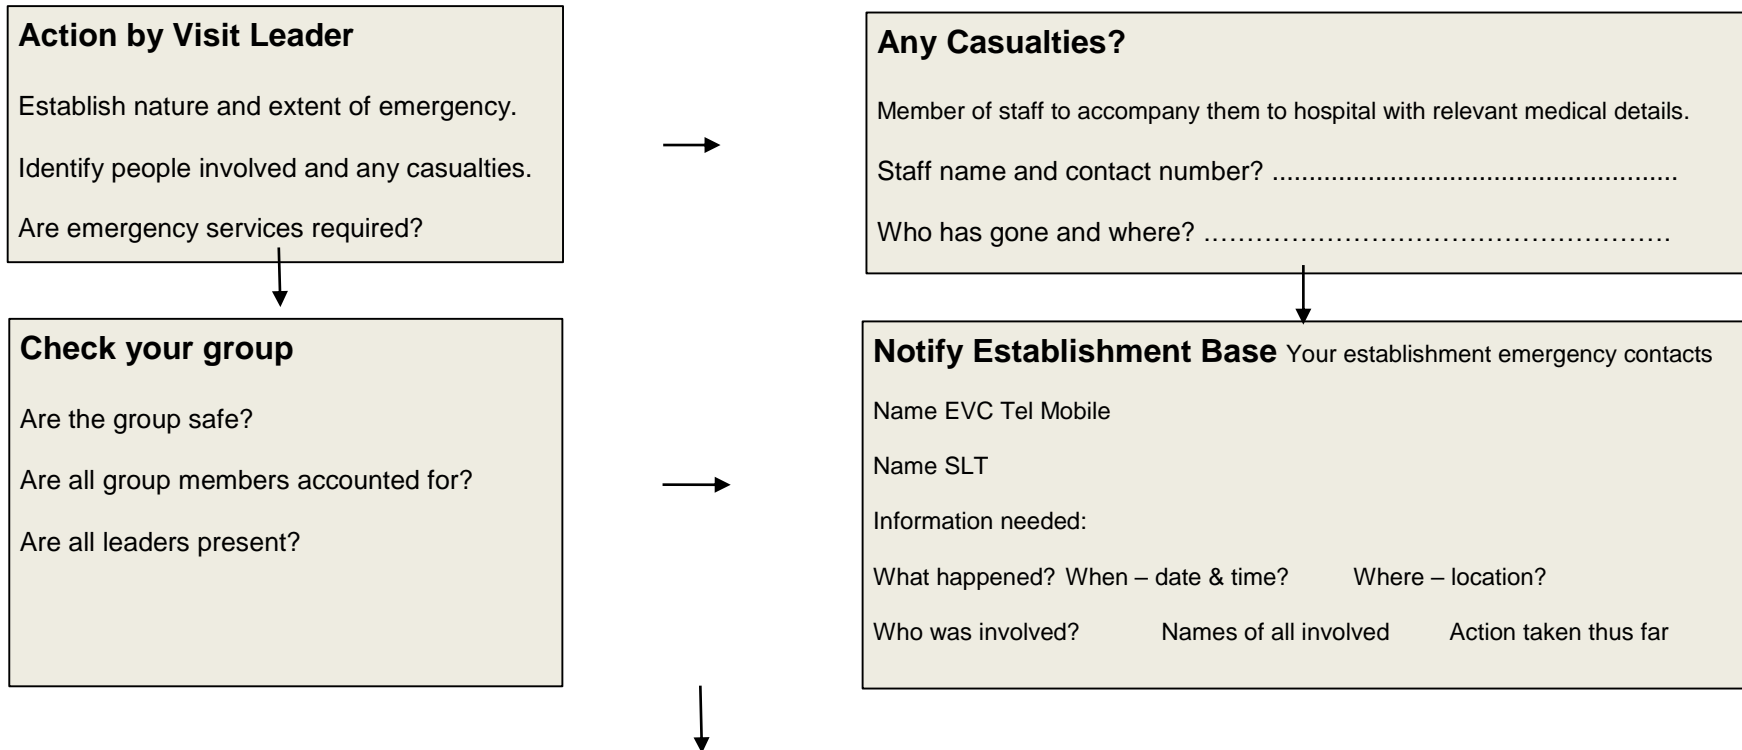 Action by Visit Leader
Establish nature and extent of emergency.
Identify people involved and any casualties.
Are emergency services required?
Any Casualties?
Member of staff to accompany them to hospital with relevant medical details.
Staff name and contact number? .......................................................
Who has gone and where? ..…………………………………………………….
Check your group
Are the group safe?
Are all group members accounted for?
Are all leaders present?
Notify Establishment Base Your establishment emergency contacts
Name EVC Tel Mobile
Name SLT
Information needed:
What happened? When – date & time? Where – location?
Who was involved? Names of all involved Action taken thus far